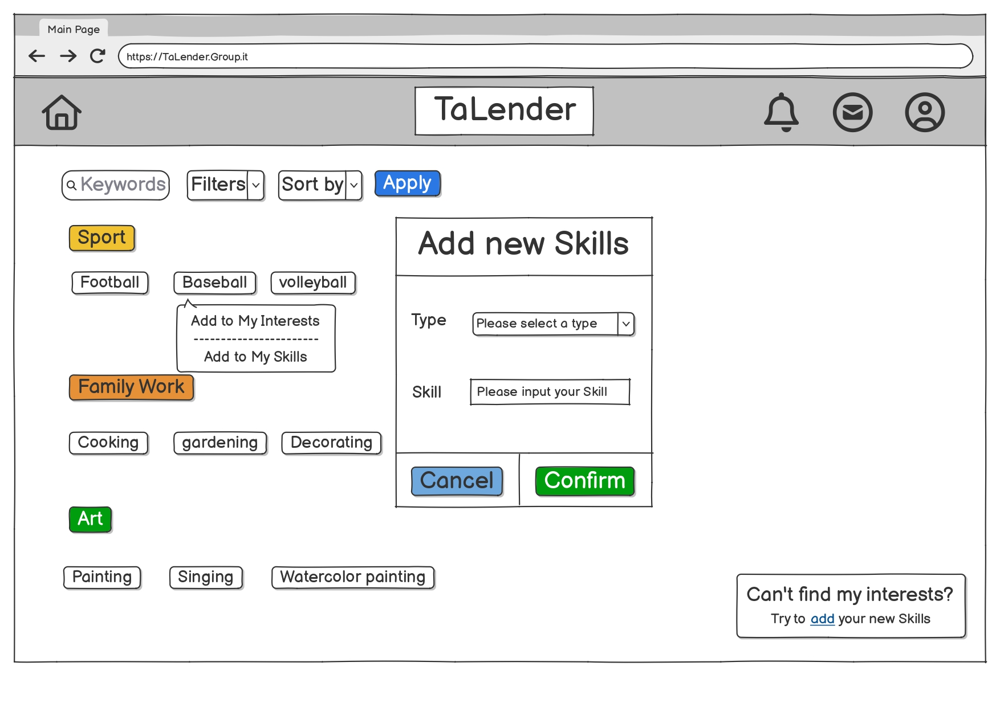 Main Page
https://TaLender.Group.it
TaLender
Keywords
Filters
Sort by
Apply
Sport
Football
Baseball
volleyball
Add to My Interests
-----------------------
Add to My Skills
Family Work
Cooking
gardening
Decorating
Art
Painting
Singing
Watercolor painting
Add new Skills
Type
Please select a type
Skill
Please input your Skill
Cancel
Confirm
Can't find my interests?
Try to add your new Skills